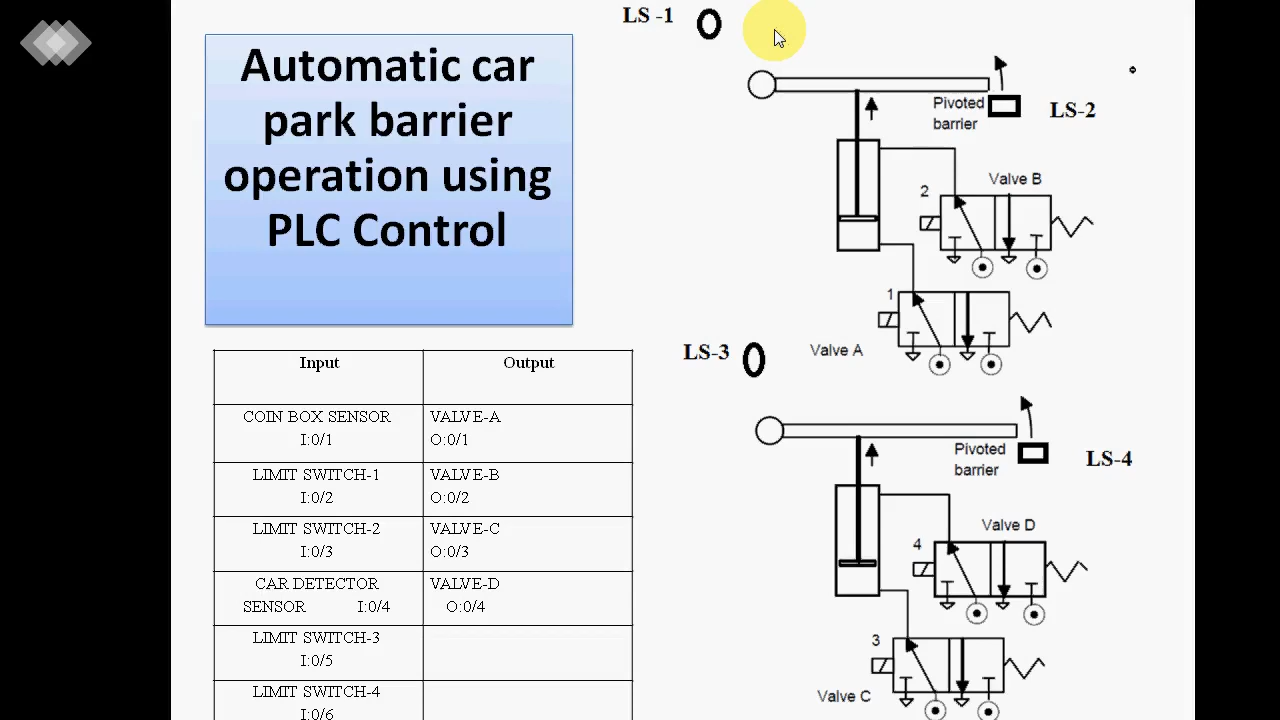 Automatic car
park barrier
operation using
PLC Control
Input Output
COIN BOX SENSOR VALVE-A
I:0/1 O:0/1
LIMIT SWITCH-1 VALVE-B
I:0/2 O:0/2
LIMIT SWITCH-2 VALVE-C
I:0/3 O:0/3
CAR DETECTOR VALVE-D
SENSOR I:0/4 O:0/4
LIMIT SWITCH-3
I:0/5
LIMIT SWITCH-4
I:0/6
LS -1
Pivoted
barrier
LS-2
Valve B
2
1
Valve A
LS-3
Pivoted
barrier
LS-4
Valve D
4
3
Valve C